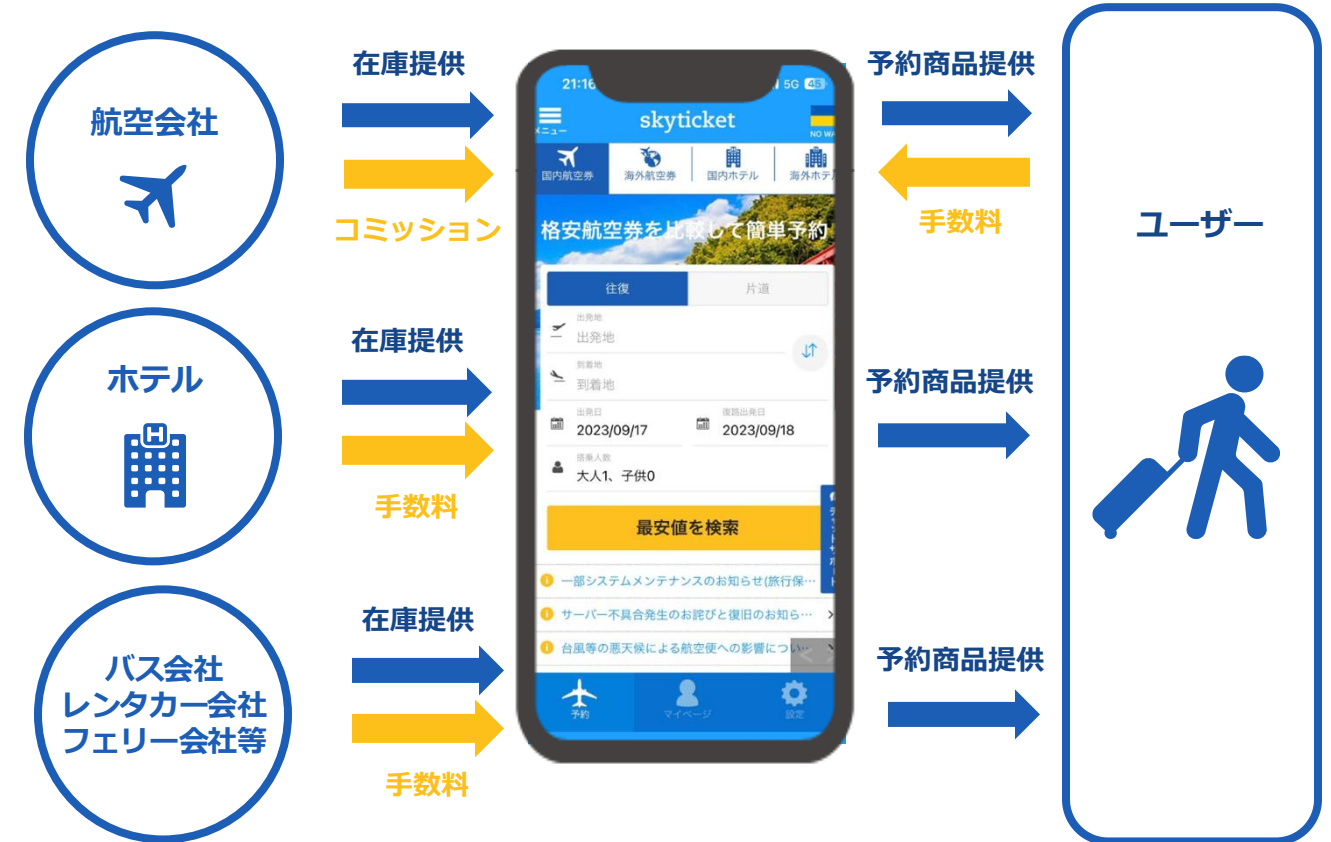 航空会社
在庫提供
コミッション
ホテル
在庫提供
手数料
バス会社
レンタカー会社
フェリー会社等
在庫提供
手数料
21:16
5G 45
メニュー
skyticket
NO WA
国内航空券
海外航空券
国内ホテル
海外ホテル
格安航空券を比較して簡単予約
往復
片道
出発地
出発地
到着地
到着地
出発日
2023/09/17
復路出発日
2023/09/18
搭乗人数
大人1、子供0
チャットサポート
最安値を検索
一部システムメンテナンスのお知らせ(旅行保…
サーバー不具合発生のお詫びと復旧のお知ら…
台風等の悪天候による航空便への影響につい…
予約
マイページ
設定
予約商品提供
手数料
予約商品提供
予約商品提供
ユーザー